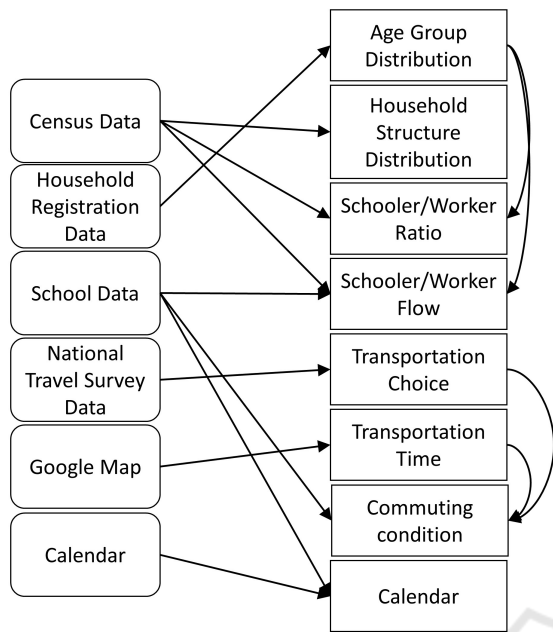 Census Data
Household
Registration
Data
School Data
National
Travel Survey
Data
Google Map
Calendar
Age Group
Distribution
Household
Structure
Distribution
Schooler/Worker
Ratio
Schooler/Worker
Flow
Transportation
Choice
Transportation
Time
Commuting
condition
Calendar